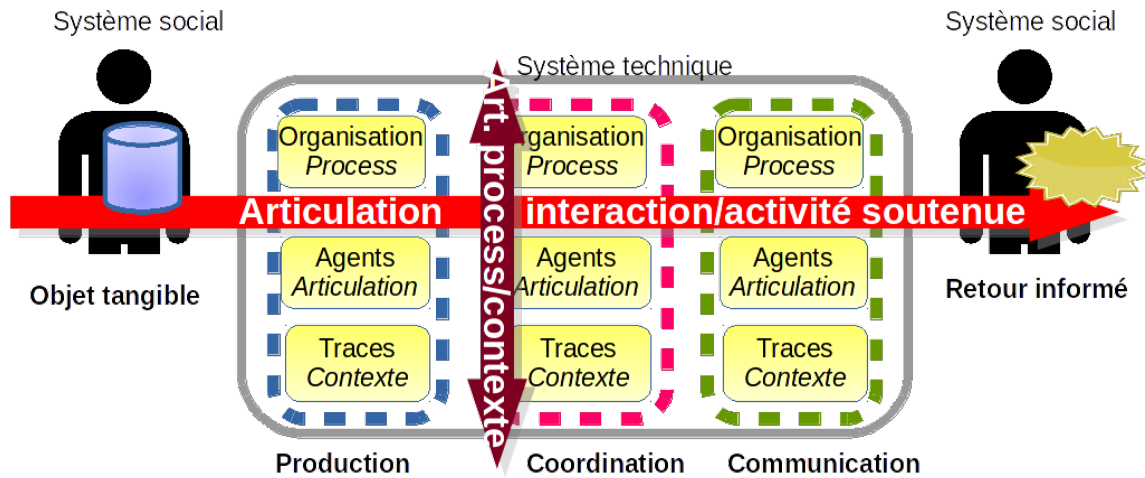 Système social
Système social
Système technique
Organisation
Process
rganisation
Process
Organisation
Process
Art. process/contexte
Articulation interaction/activité soutenue
Agents
Articulation
Agents
Articulation
Agents
Articulation
Objet tangible
Retour informé
Traces
Contexte
Traces
Contexte
Traces
Contexte
Production
Coordination
Communication